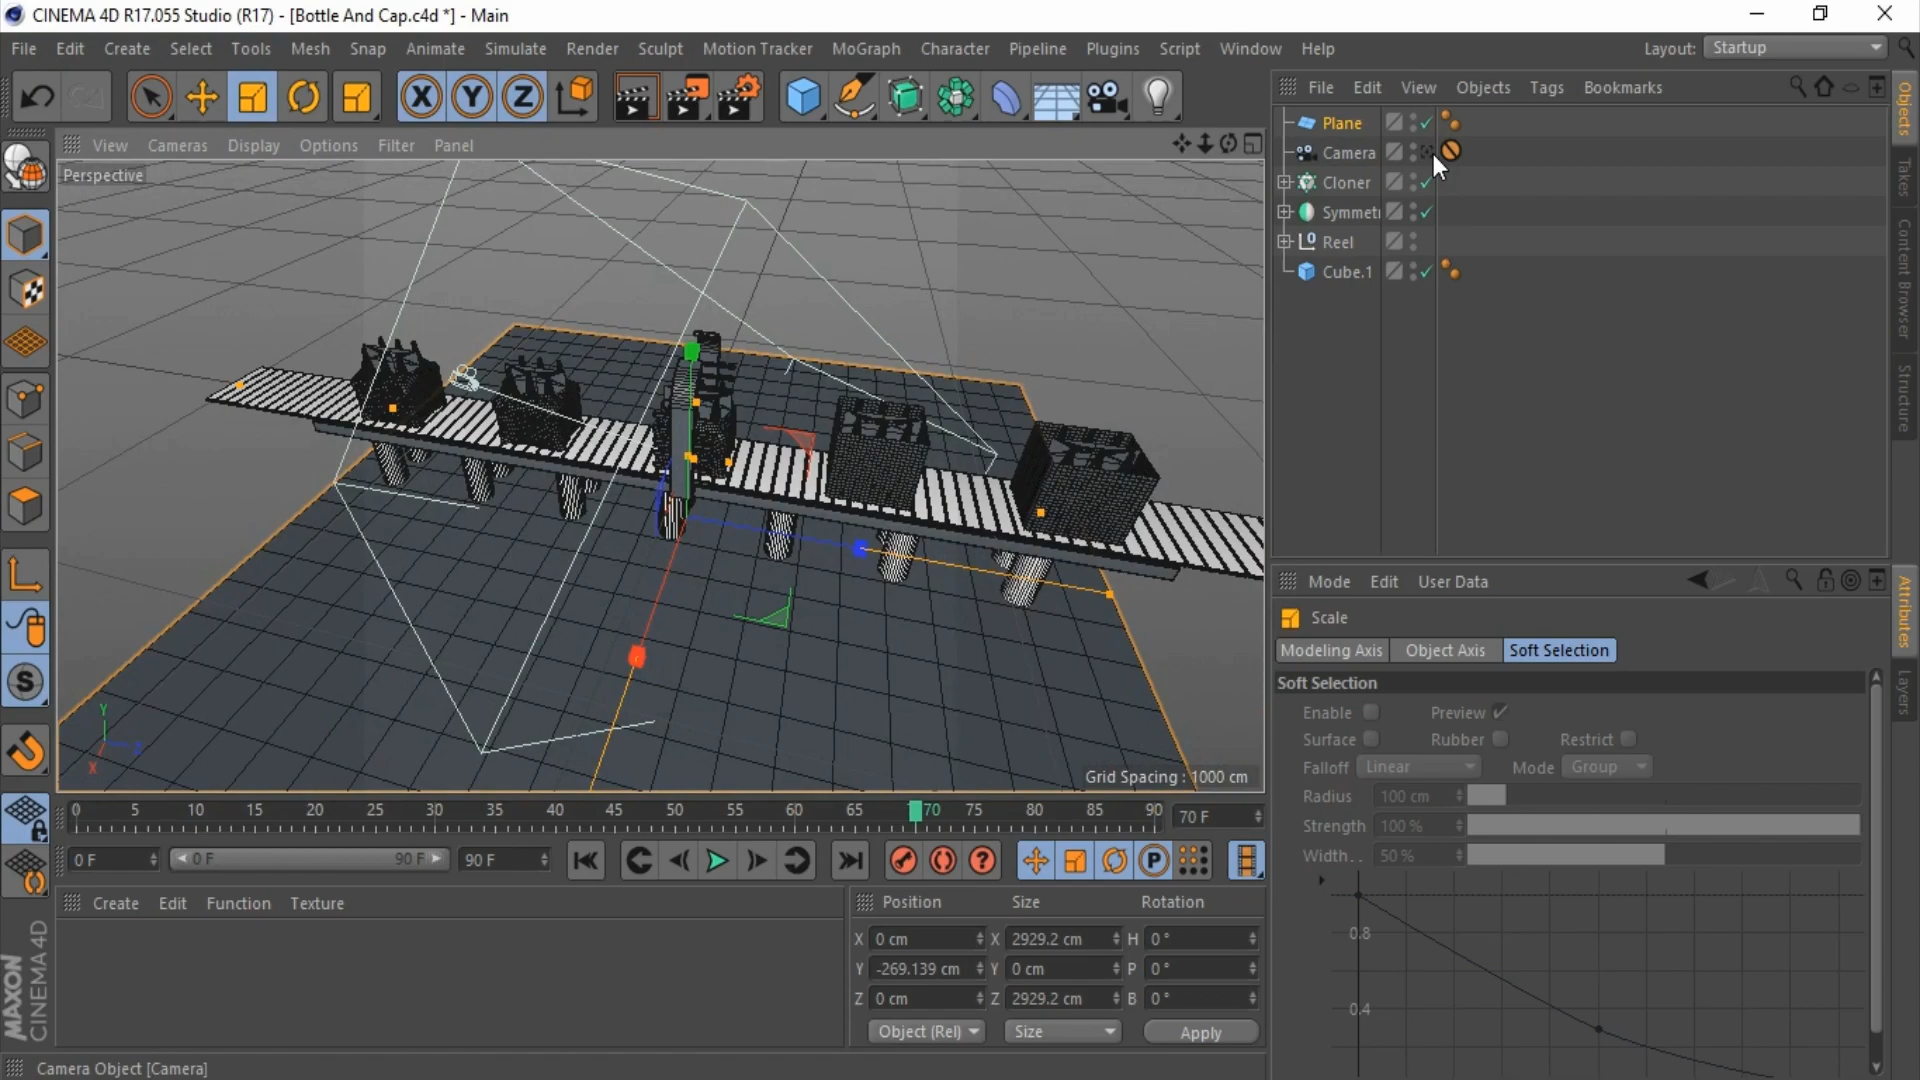 CINEMA 4D R17.055 Studio (R17) - [Bottle And Cap.c4d *] - Main
File Edit Create Select Tools Mesh Snap Animate Simulate Render Sculpt Motion Tracker MoGraph Character Pipeline Plugins Script Window Help Layout: Startup
X Y Z
File Edit View Objects Tags Bookmarks
View Cameras Display Options Filter Panel
Perspective
Plane
Camera
Cloner
Symmetr
Reel
Cube.1
Objects
Takes
Content Browser
Structure
Y
Z
X
Grid Spacing : 1000 cm
S
0 5 10 15 20 25 30 35 40 45 50 55 60 65 70 75 80 85 90 70 F
0 F 0 F 90 F 90 F
P
Create Edit Function Texture
Position Size Rotation
X 0 cm X 2929.2 cm H 0 °
Y -269.139 cm Y 0 cm P 0 °
Z 0 cm Z 2929.2 cm B 0 °
Object (Rel) Size Apply
MAXON
CINEMA 4D
Camera Object [Camera]
Mode Edit User Data
Scale
Modeling Axis Object Axis Soft Selection
Soft Selection
Enable Preview
Surface Rubber Restrict
Falloff Linear Mode Group
Radius 100 cm
Strength 100 %
Width. . 50 %
0.8
0.4
Attributes
Layers